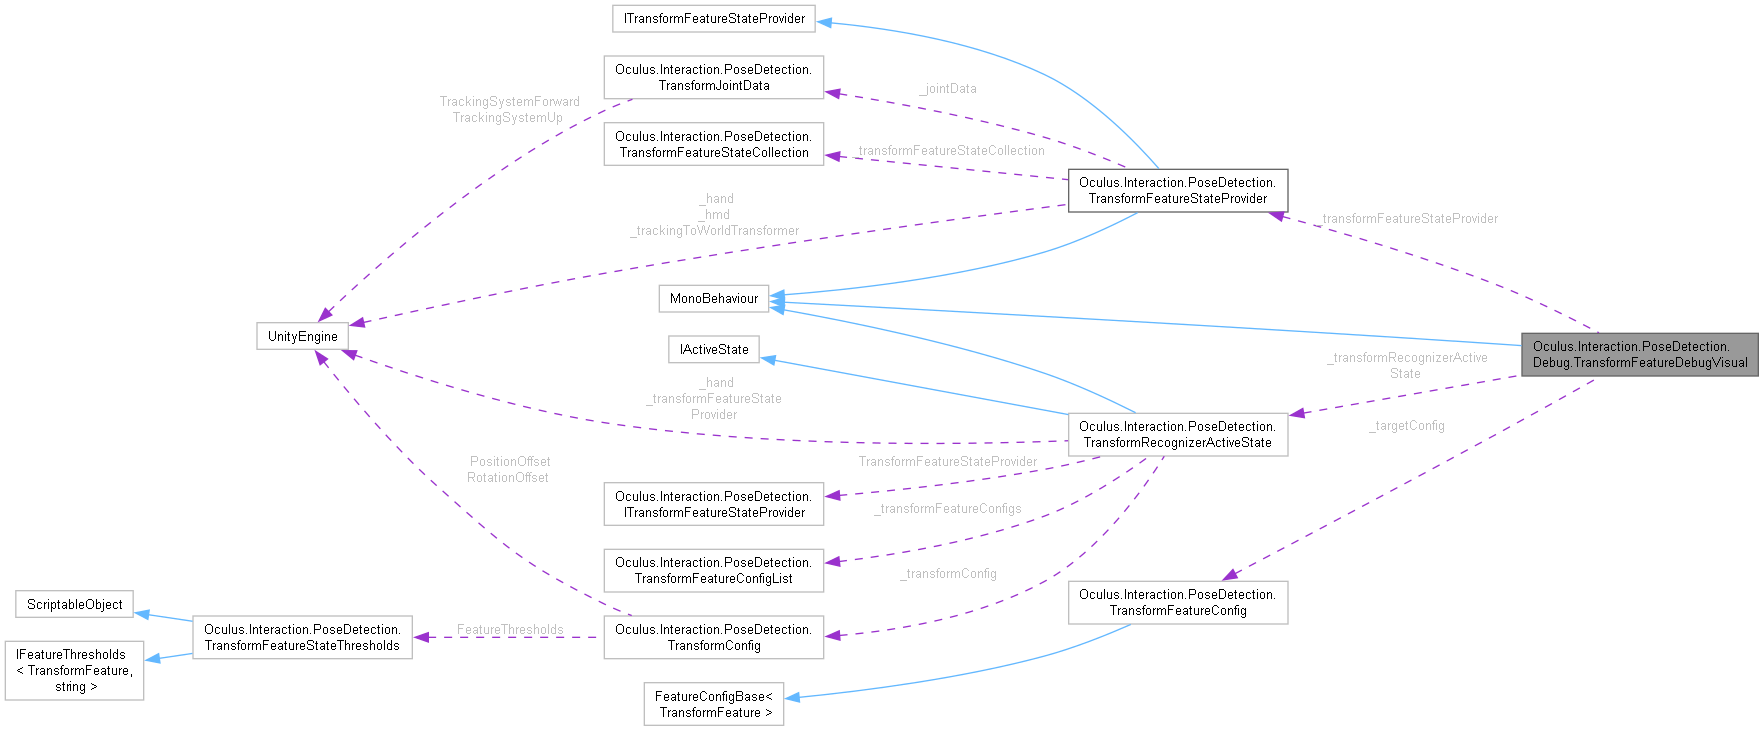 ITransformFeatureStateProvider
Oculus.Interaction.PoseDetection.
TransformJointData
TrackingSystemForward
TrackingSystemUp
_jointData
Oculus.Interaction.PoseDetection.
TransformFeatureStateCollection
transformFeatureStateCollection
Oculus.Interaction.PoseDetection.
TransformFeatureStateProvider
_hand
_hmd
_trackingToWorldTransformer
transformFeatureStateProvider
MonoBehaviour
UnityEngine
IActiveState
Oculus.Interaction.PoseDetection.
Debug.TransformFeatureDebugVisual
_transformRecognizerActive
State
_hand
_transformFeatureState
Provider
Oculus.Interaction.PoseDetection.
TransformRecognizerActiveState
_targetConfig
PositionOffset
RotationOffset
TransformFeatureStateProvider
Oculus.Interaction.PoseDetection.
ITransformFeatureStateProvider
_transformFeatureConfigs
Oculus.Interaction.PoseDetection.
TransformFeatureConfigList
_transformConfig
Oculus.Interaction.PoseDetection.
TransformFeatureConfig
ScriptableObject
Oculus.Interaction.PoseDetection.
TransformFeatureStateThresholds
FeatureThresholds
Oculus.Interaction.PoseDetection.
TransformConfig
IFeatureThresholds
< TransformFeature,
string >
FeatureConfigBase<
TransformFeature >